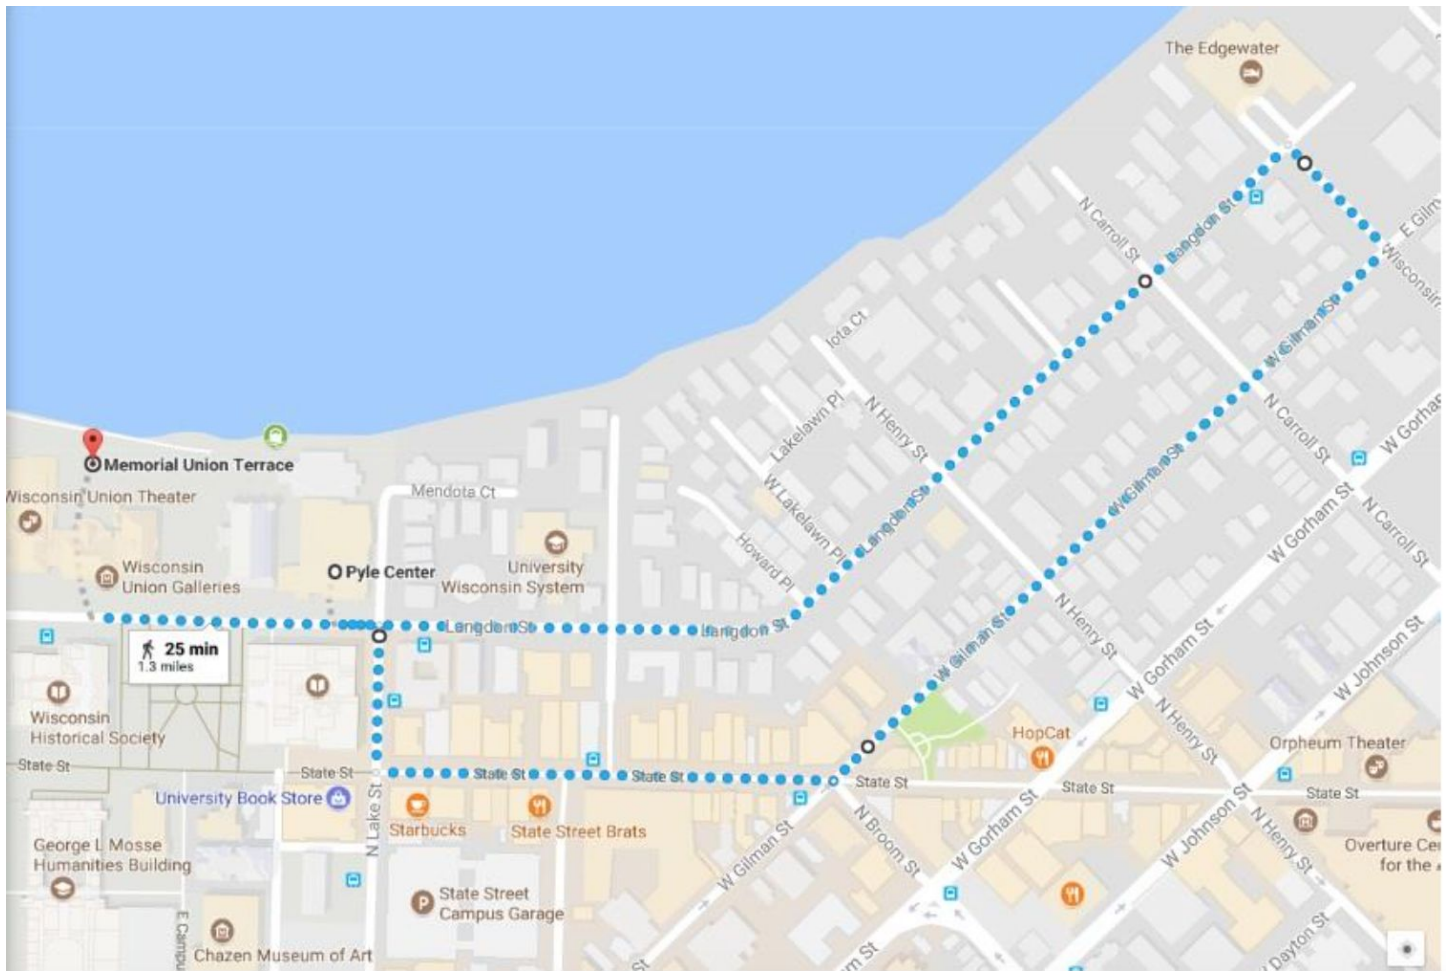 The Edgewater
N Carroll St
Langdon St
E Gilm
Wisconsin
Iota Ct
W Gilman St
Lakelawn Pl
N Henry St
N Carroll St
W Gorha
Memorial Union Terrace
Mendota Ct
Wisconsin Union Theater
W Lakelawn Pl
Langdon St
W Gilman St
W Gorham St
N Carroll St
Wisconsin
Union Galleries
Pyle Center
University
Wisconsin System
Howard Pl
Langdon St
Langdon St
N Henry St
W Gilman St
25 min
1.3 miles
W Gorham St
W Johnson St
Wisconsin
Historical Society
HopCat
N Henry St
Orpheum Theater
State St
State St
State St
State St
State St
State St
State St
University Book Store
Starbucks
State Street Brats
N Lake St
W Gilman St
N Broom St
W Gorham St
W Johnson St
N Henry St
Overture Ce
for the
George L Mosse
Humanities Building
P
State Street
Campus Garage
E Campu
Chazen Museum of Art
St
m St
Dayton St